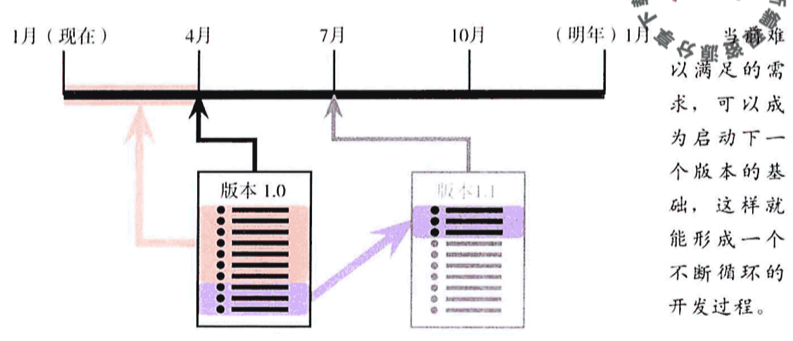 1月（现在）
4月
7月
10月
（明年）1月
版本 1.0
版本1.1
当前难
以满足的需
求，可以成
为启动下一
个版本的基
础，这样就
能形成一个
不断循环的
开发过程。